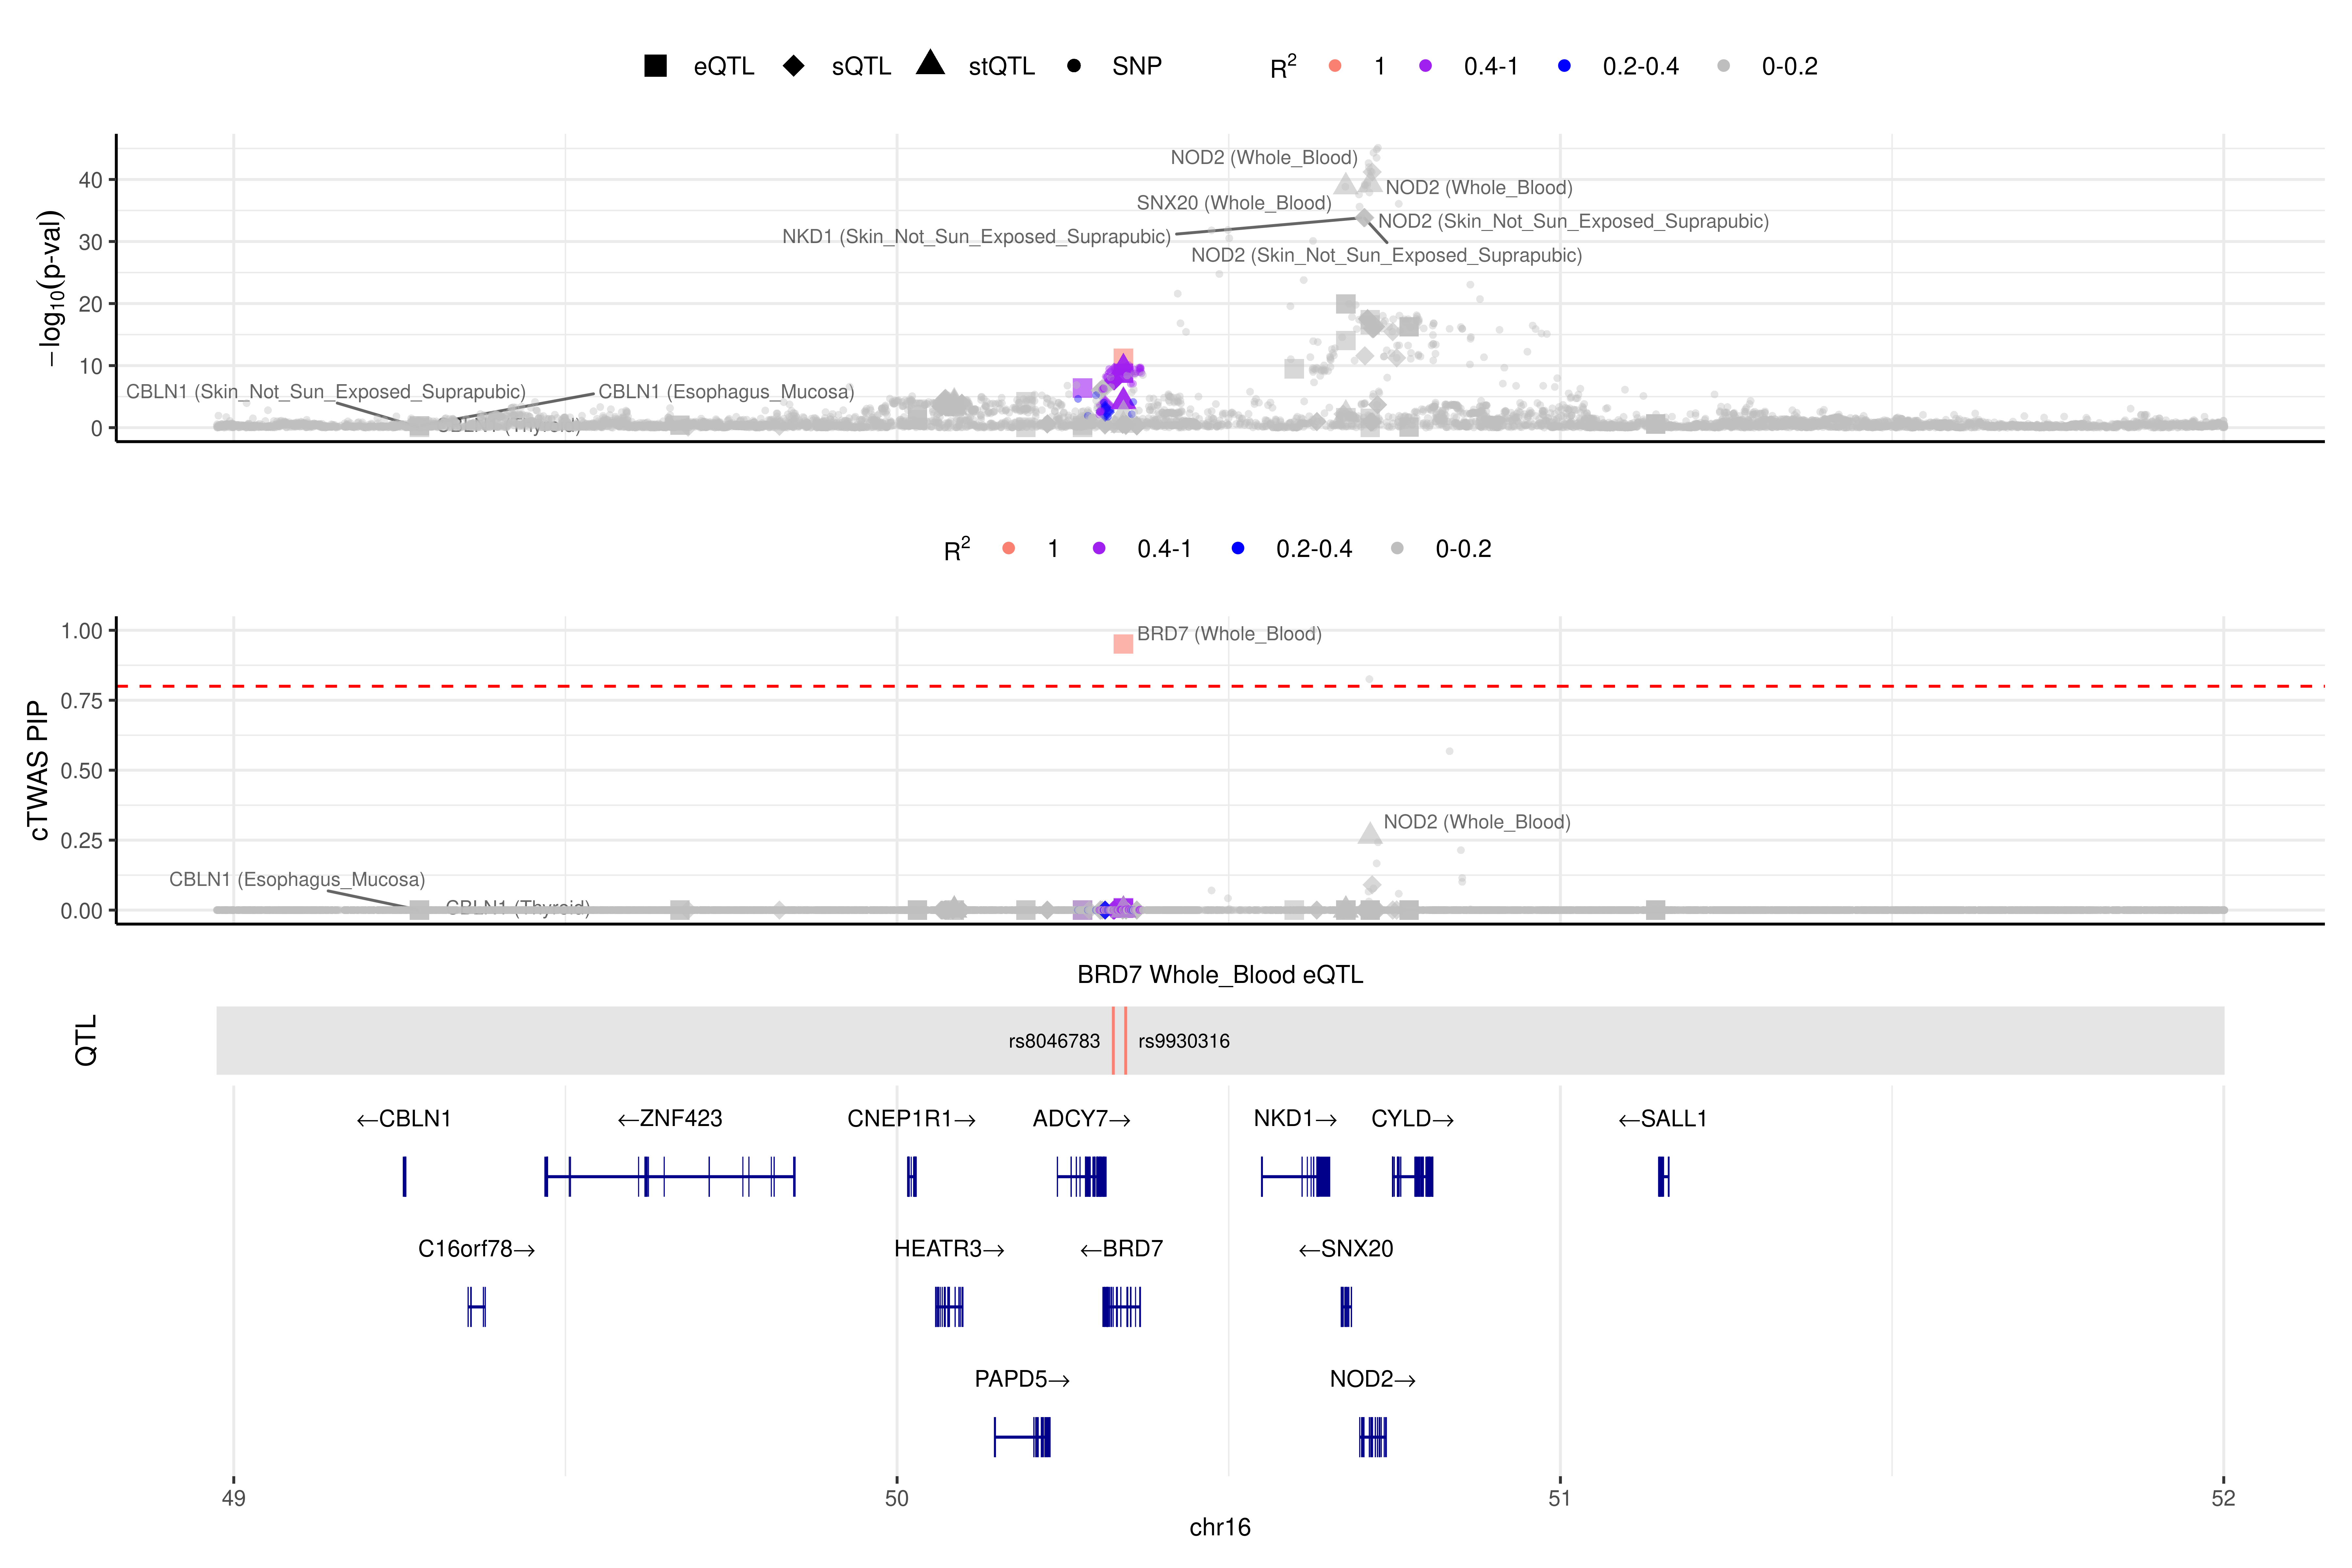 eQTL sQTL stQTL SNP R2 1 0.4-1 0.2-0.4 0-0.2
−log10(p-val)
40
30
20
10
0
NOD2 (Whole_Blood)
NOD2 (Whole_Blood)
SNX20 (Whole_Blood)
NOD2 (Skin_Not_Sun_Exposed_Suprapubic)
NKD1 (Skin_Not_Sun_Exposed_Suprapubic)
NOD2 (Skin_Not_Sun_Exposed_Suprapubic)
CBLN1 (Skin_Not_Sun_Exposed_Suprapubic)
CBLN1 (Esophagus_Mucosa)
CBLN1 (Thyroid)
R2 1 0.4-1 0.2-0.4 0-0.2
cTWAS PIP
1.00
0.75
0.50
0.25
0.00
BRD7 (Whole_Blood)
NOD2 (Whole_Blood)
CBLN1 (Esophagus_Mucosa)
CBLN1 (Thyroid)
BRD7 Whole_Blood eQTL
QTL
rs8046783 rs9930316
←CBLN1 ←ZNF423 CNEP1R1→ ADCY7→ NKD1→ CYLD→ ←SALL1
C16orf78→ HEATR3→ ←BRD7 ←SNX20
PAPD5→ NOD2→
49 50 51 52
chr16